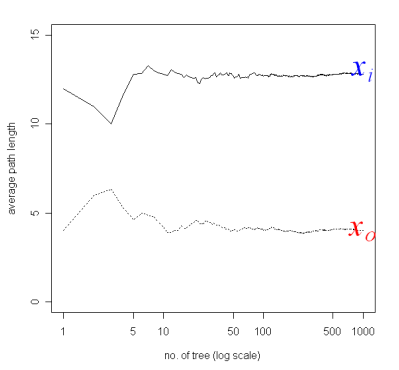 15
10
5
0
average path length
x_i
x_o
1 5 10 50 100 500 1000
no. of tree (log scale)